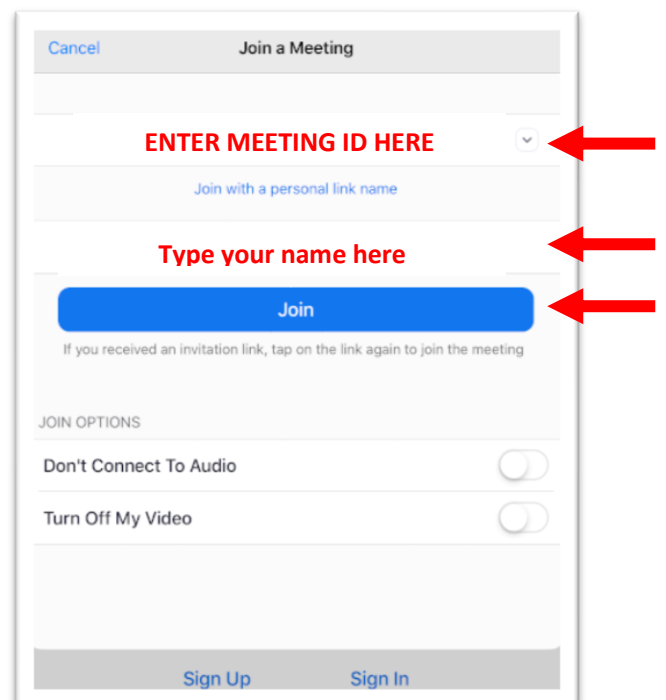 Cancel Join a Meeting
ENTER MEETING ID HERE
Join with a personal link name
Type your name here
Join
If you received an invitation link, tap on the link again to join the meeting
JOIN OPTIONS
Don't Connect To Audio
Turn Off My Video
Sign Up Sign In